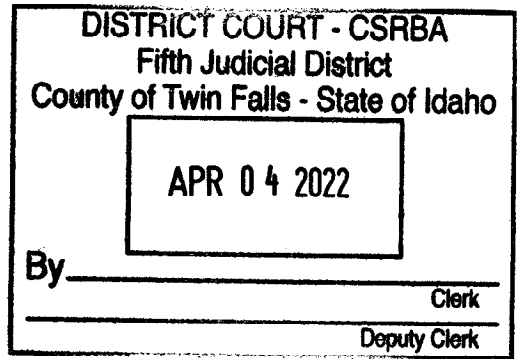 DISTRICT COURT - CSRBA
Fifth Judicial District
County of Twin Falls - State of Idaho
APR 04 2022
By
Clerk
Deputy Clerk